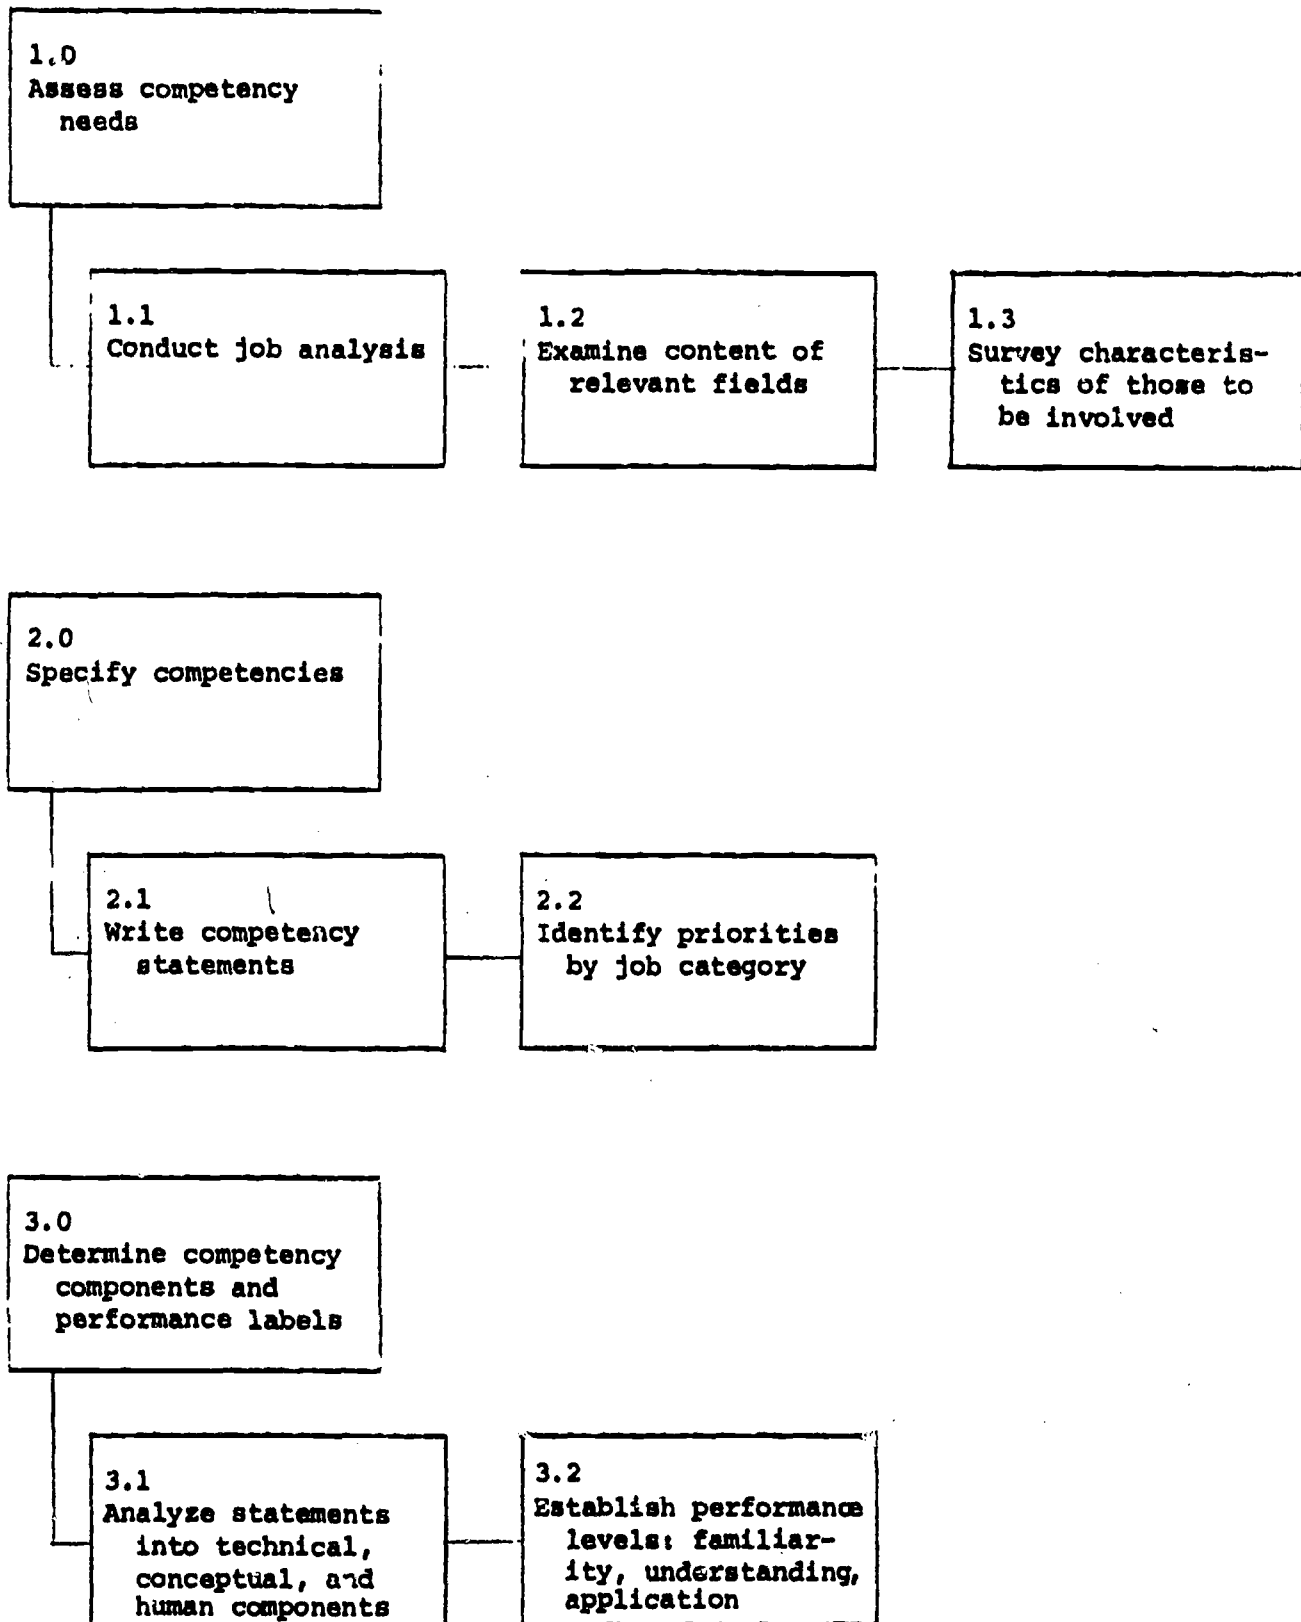 1.0
Assess competency
needs
1.1
Conduct job analysis
1.2
Examine content of
relevant fields
1.3
Survey characteris-
tics of those to
be involved
2.0
Specify competencies
2.1
Write competency
statements
2.2
Identify priorities
by job category
3.0
Determine competency
components and
performance labels
3.1
Analyze statements
into technical,
conceptual, and
human components
3.2
Establish performance
levels: familiar-
ity, understanding,
application